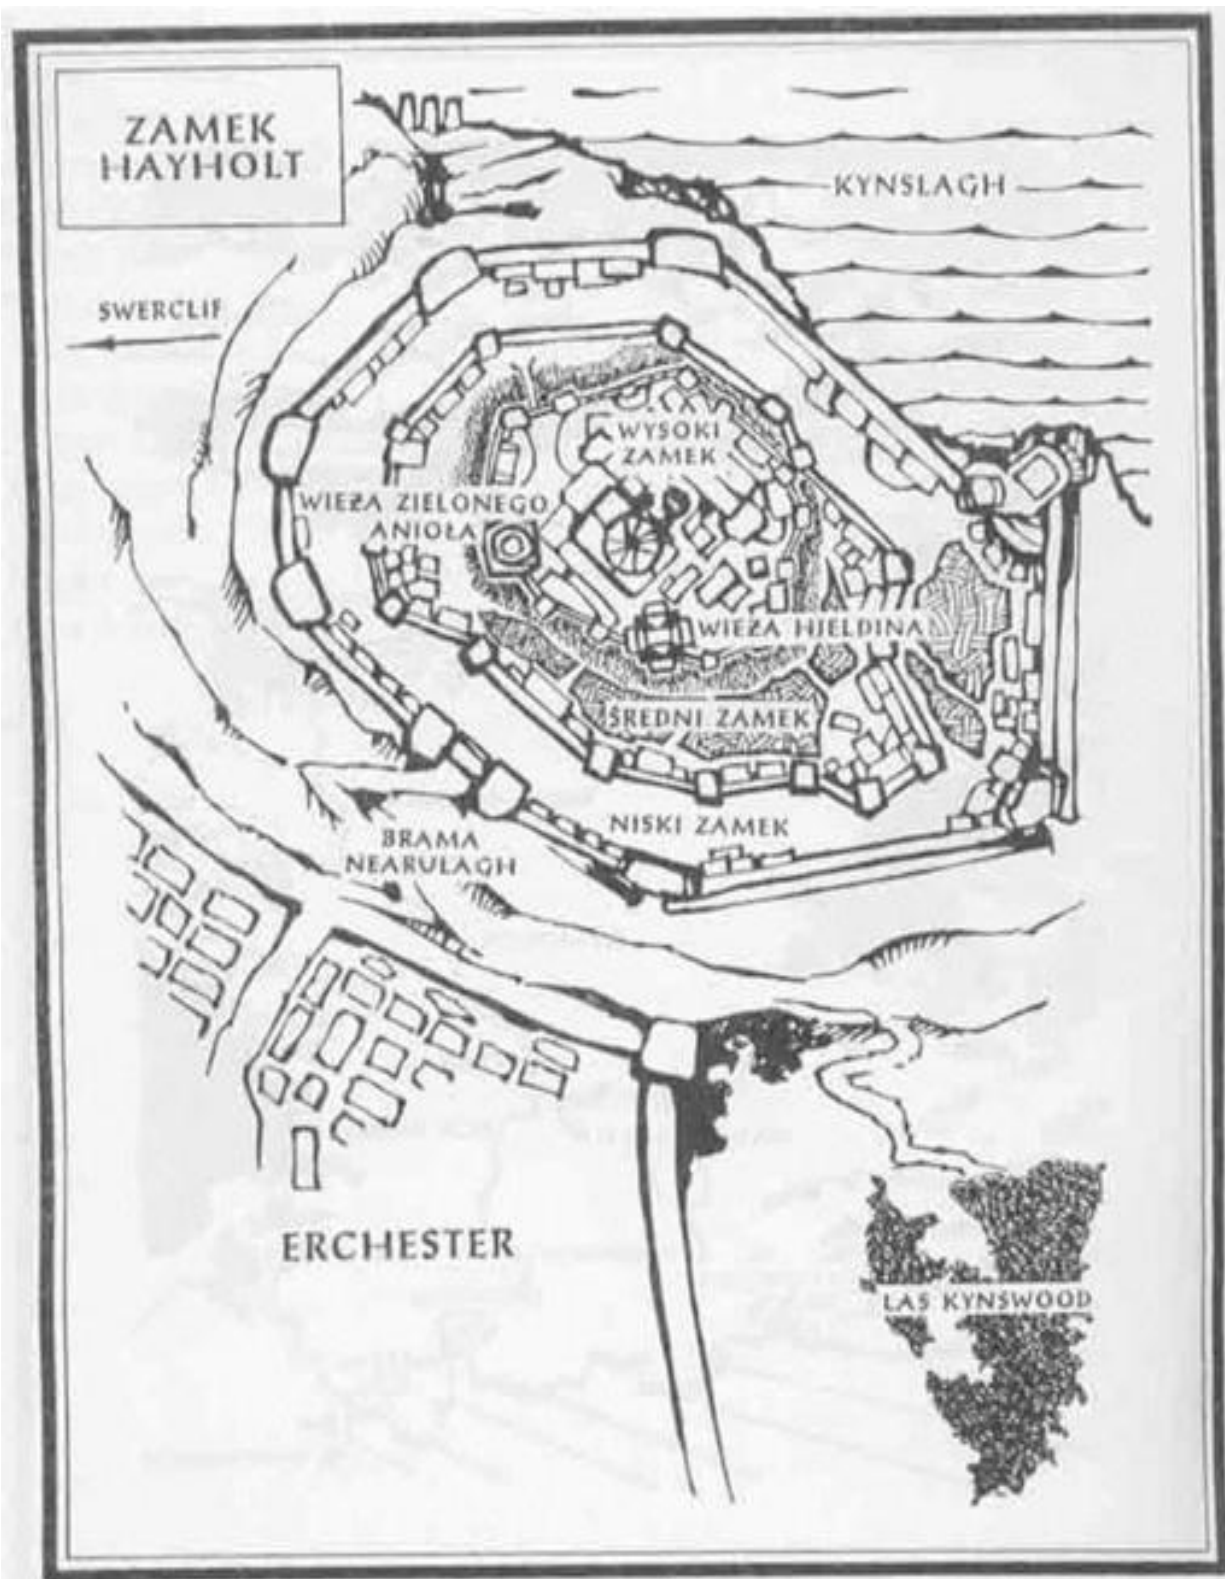 ZAMEK
HAYHOLT
KYNSLAGH
SWERCLIF
WYSOKI
ZAMEK
WIEŻA ZIELONEGO
ANIOŁA
WIEŻA HJELDINA
ŚREDNI ZAMEK
NISKI ZAMEK
BRAMA
NEARULAGH
ERCHESTER
LAS KYNSWOOD